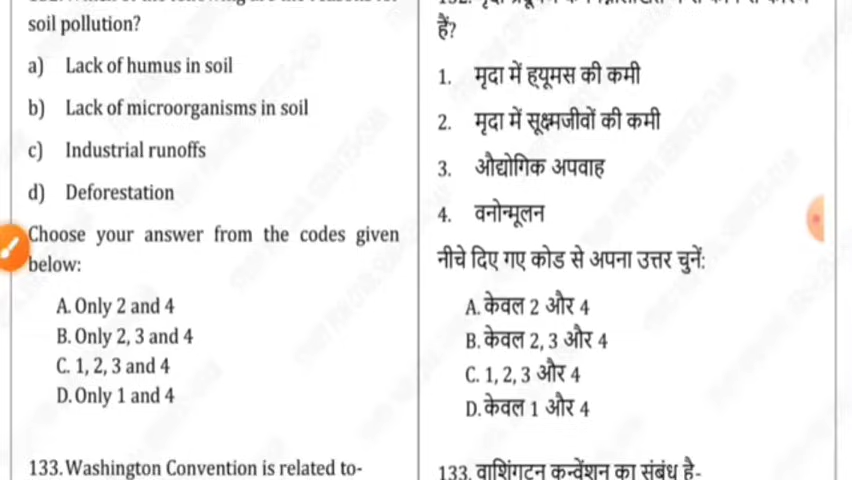 soil pollution?
a) Lack of humus in soil
b) Lack of microorganisms in soil
c) Industrial runoffs
d) Deforestation
Choose your answer from the codes given
below:
A. Only 2 and 4
B. Only 2, 3 and 4
C. 1, 2, 3 and 4
D. Only 1 and 4
133. Washington Convention is related to-
हैं?
1. मृदा में ह्यूमस की कमी
2. मृदा में सूक्ष्मजीवों की कमी
3. औद्योगिक अपवाह
4. वनोन्मूलन
नीचे दिए गए कोड से अपना उत्तर चुनें:
A. केवल 2 और 4
B. केवल 2, 3 और 4
C. 1, 2, 3 और 4
D. केवल 1 और 4
133. वाशिंगटन कन्वेंशन का संबंध है-